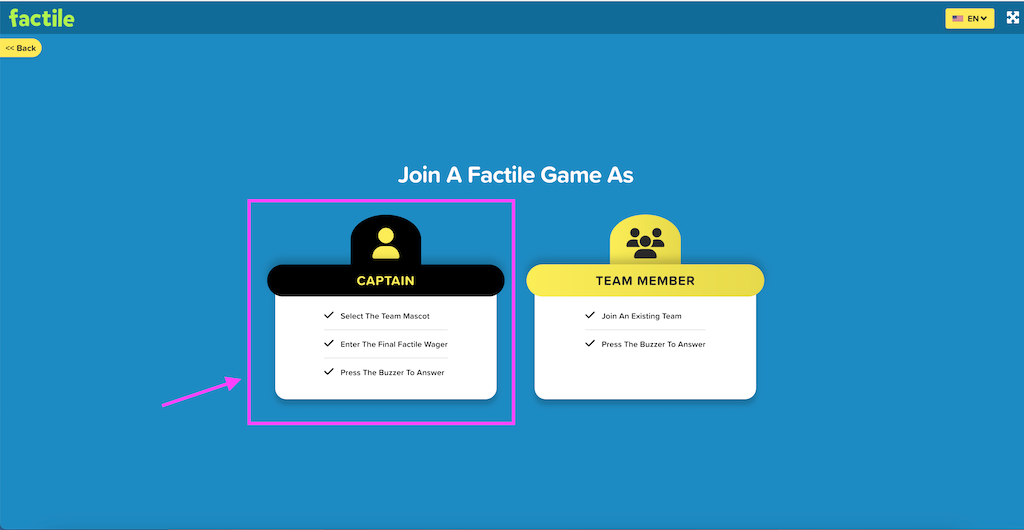 factile
EN
<< Back
Join A Factile Game As
CAPTAIN
Select The Team Mascot
Enter The Final Factile Wager
Press The Buzzer To Answer
TEAM MEMBER
Join An Existing Team
Press The Buzzer To Answer